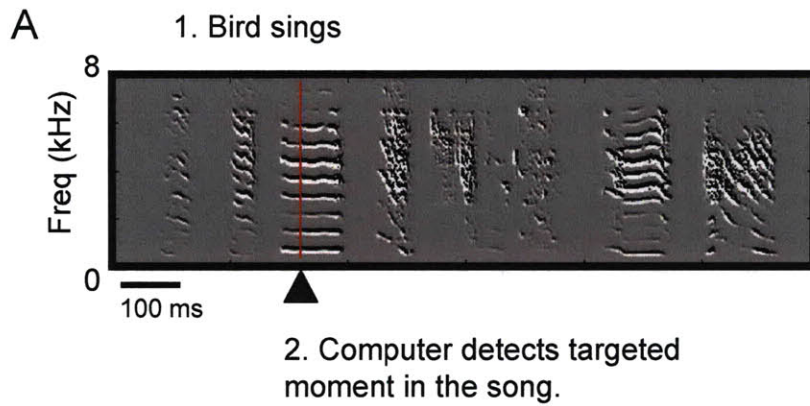 A
1. Bird sings
8
Freq (kHz)
0
100 ms
2. Computer detects targeted
moment in the song.